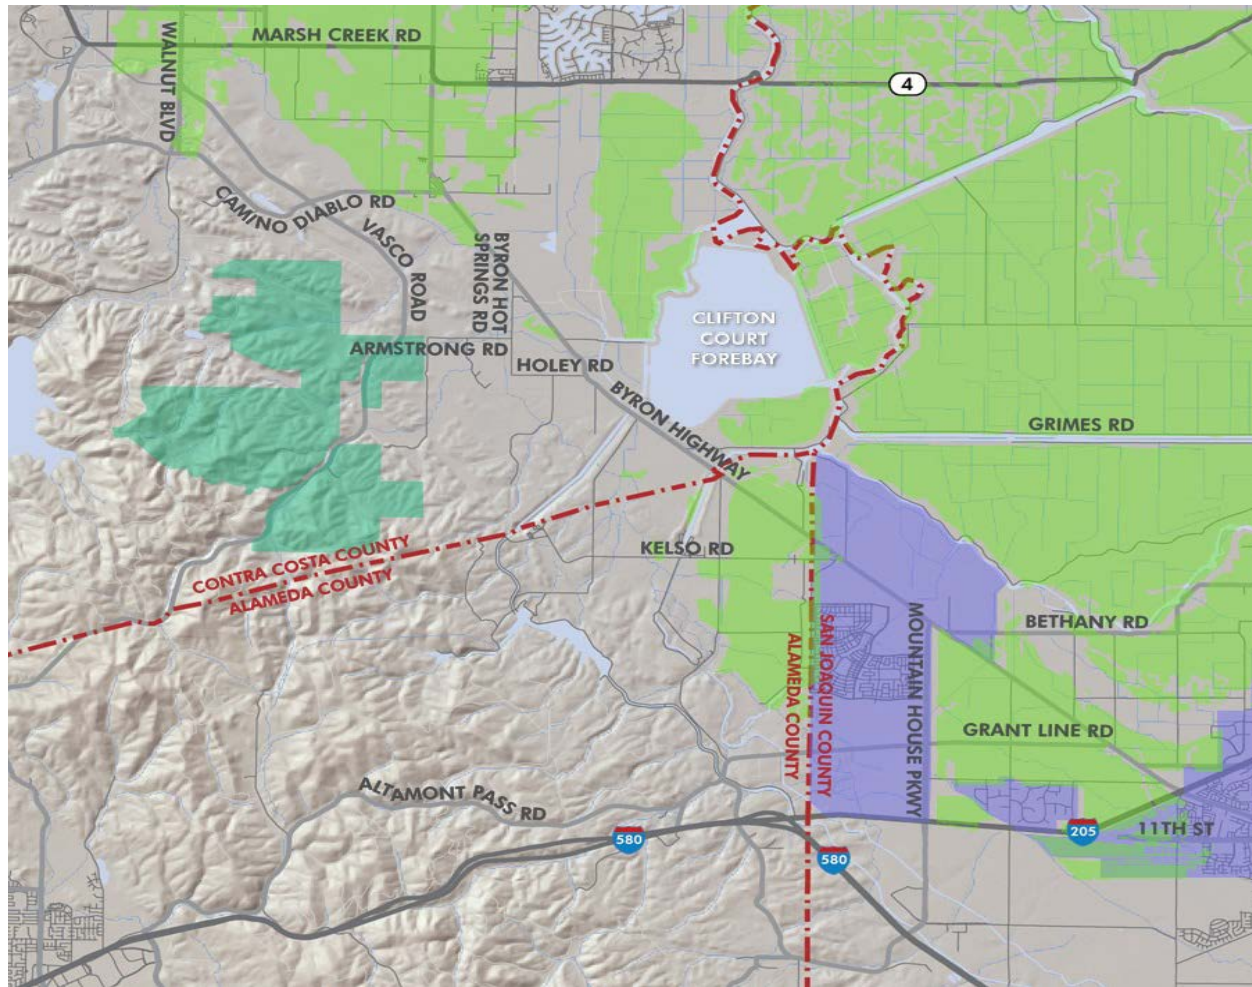 MARSH CREEK RD
WALNUT BLVD
4
CAMINO DIABLO RD
VASCO
ROAD
BYRON HOT
SPRINGS RD
CLIFTON
COURT
FOREBAY
ARMSTRONG RD
HOLEY RD
BYRON HIGHWAY
GRIMES RD
KELSO RD
CONTRA COSTA COUNTY
ALAMEDA COUNTY
BETHANY RD
MOUNTAIN HOUSE PKWY
SAN JOAQUIN COUNTY
ALAMEDA COUNTY
GRANT LINE RD
ALTAMONT PASS RD
580
205
11TH ST
580